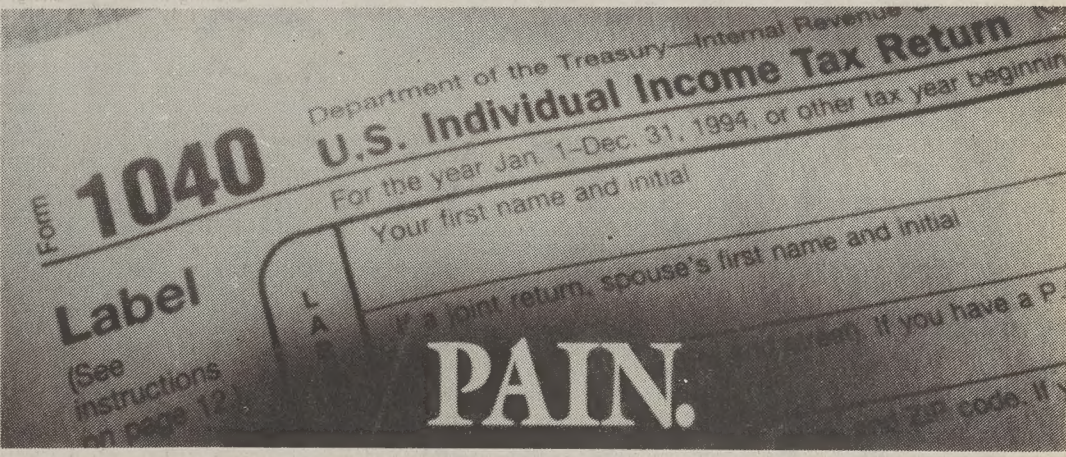 Department of the Treasury—Internal Revenue
Form 1040 U.S. Individual Income Tax Return
For the year Jan. 1–Dec. 31, 1994, or other tax year beginnin
Label
(See
instructions
on page 12.)
L
A
Your first name and initial
If a joint return, spouse's first name and initial
If you have a P.
and ZIP code. If
PAIN.